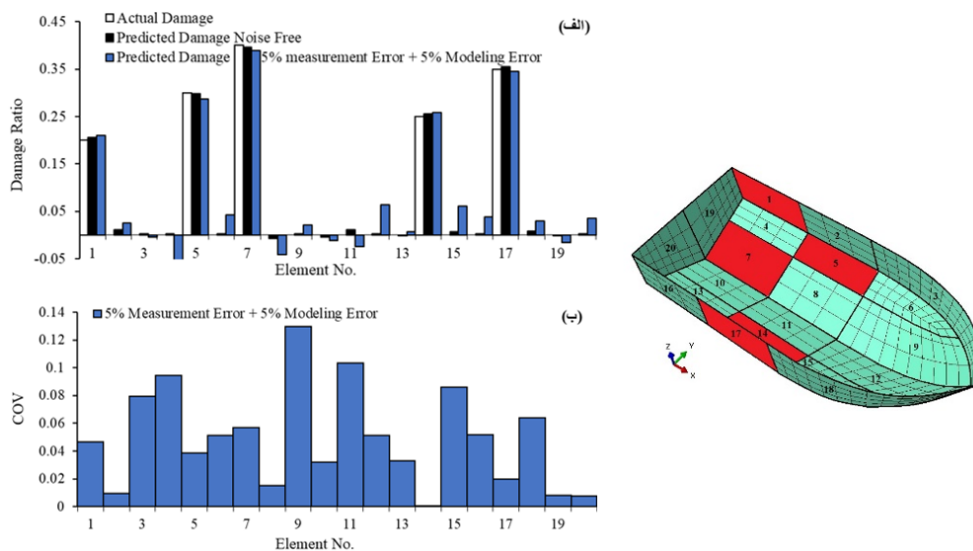 (الف)
Actual Damage
Predicted Damage Noise Free
Predicted Damage 5% measurement Error + 5% Modeling Error
Damage Ratio
0.45
0.35
0.25
0.15
0.05
-0.05
1 3 5 7 9 11 13 15 17 19
Element No.
(ب)
5% Measurement Error + 5% Modeling Error
COV
0.14
0.12
0.1
0.08
0.06
0.04
0.02
0
1 3 5 7 9 11 13 15 17 19
Element No.
1
2
3
4
5
6
7
8
9
10
11
12
13
14
15
16
17
18
19
20
Z
Y
X